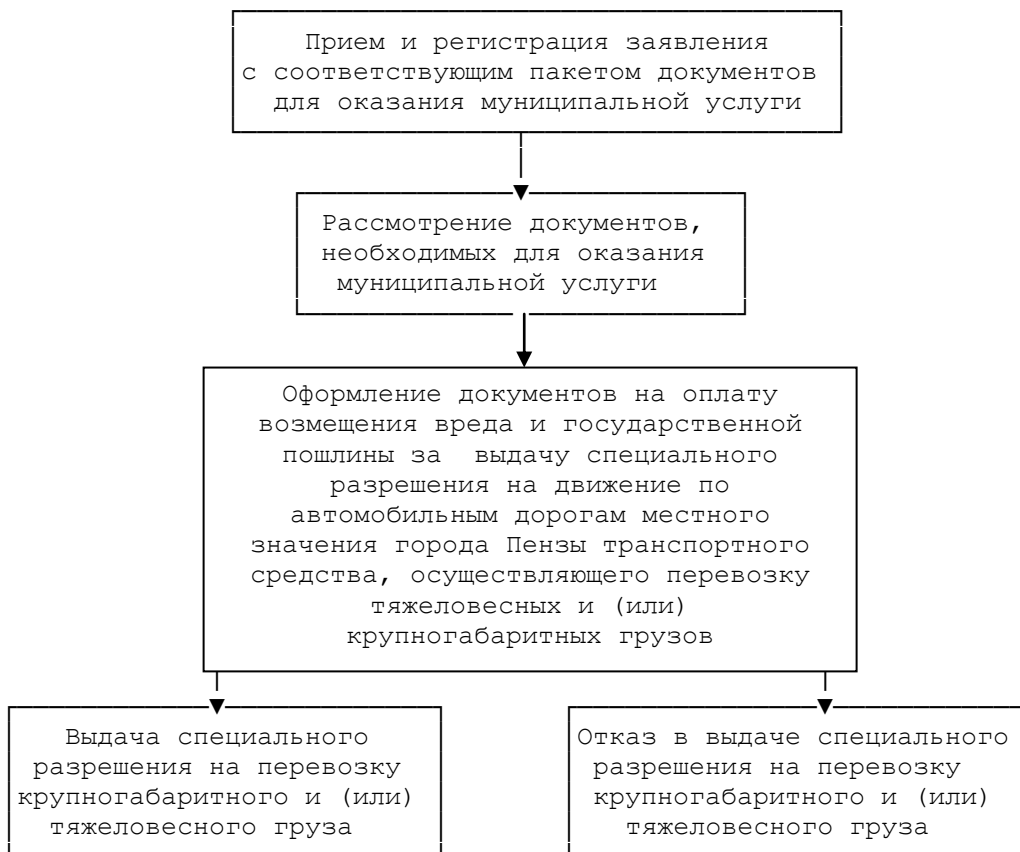 Прием и регистрация заявления
с соответствующим пакетом документов
для оказания муниципальной услуги
Рассмотрение документов,
необходимых для оказания
муниципальной услуги
Оформление документов на оплату
возмещения вреда и государственной
пошлины за выдачу специального
разрешения на движение по
автомобильным дорогам местного
значения города Пензы транспортного
средства, осуществляющего перевозку
тяжеловесных и (или)
крупногабаритных грузов
Выдача специального
разрешения на перевозку
крупногабаритного и (или)
тяжеловесного груза
Отказ в выдаче специального
разрешения на перевозку
крупногабаритного и (или)
тяжеловесного груза